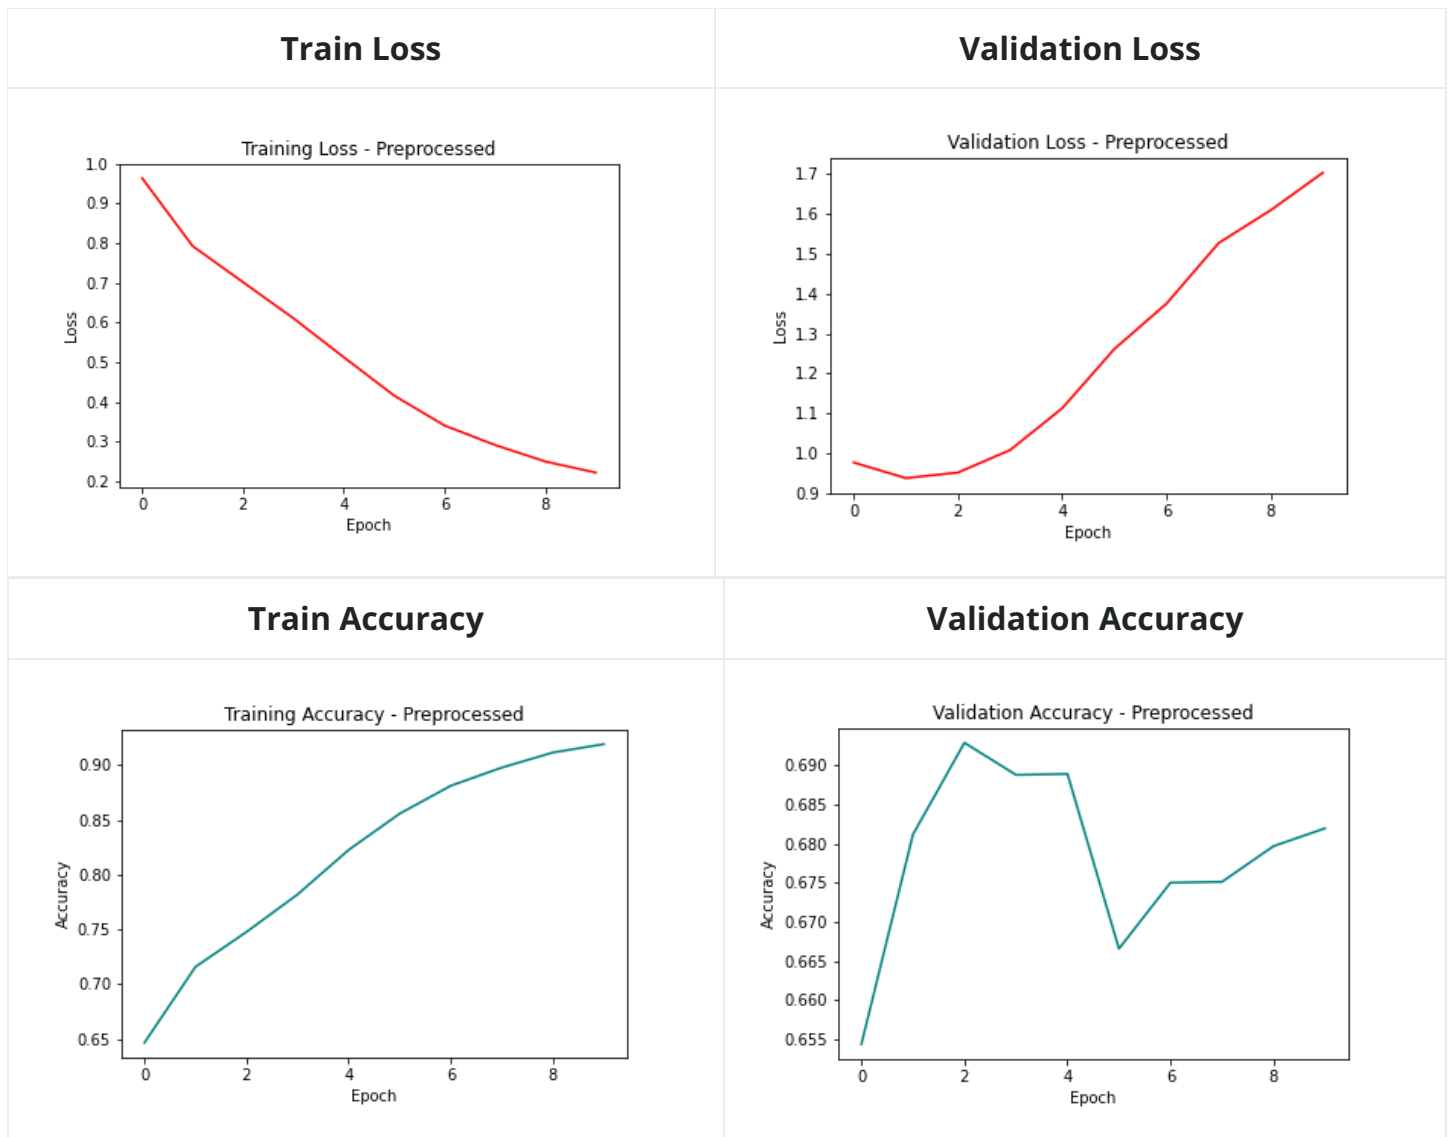 Train Loss
Validation Loss
Training Loss - Preprocessed
1.0
0.9
0.8
0.7
0.6
0.5
0.4
0.3
0.2
Loss
0 2 4 6 8
Epoch
Validation Loss - Preprocessed
1.7
1.6
1.5
1.4
1.3
1.2
1.1
1.0
0.9
Loss
0 2 4 6 8
Epoch
Train Accuracy
Validation Accuracy
Training Accuracy - Preprocessed
0.90
0.85
0.80
0.75
0.70
0.65
Accuracy
0 2 4 6 8
Epoch
Validation Accuracy - Preprocessed
0.690
0.685
0.680
0.675
0.670
0.665
0.660
0.655
Accuracy
0 2 4 6 8
Epoch